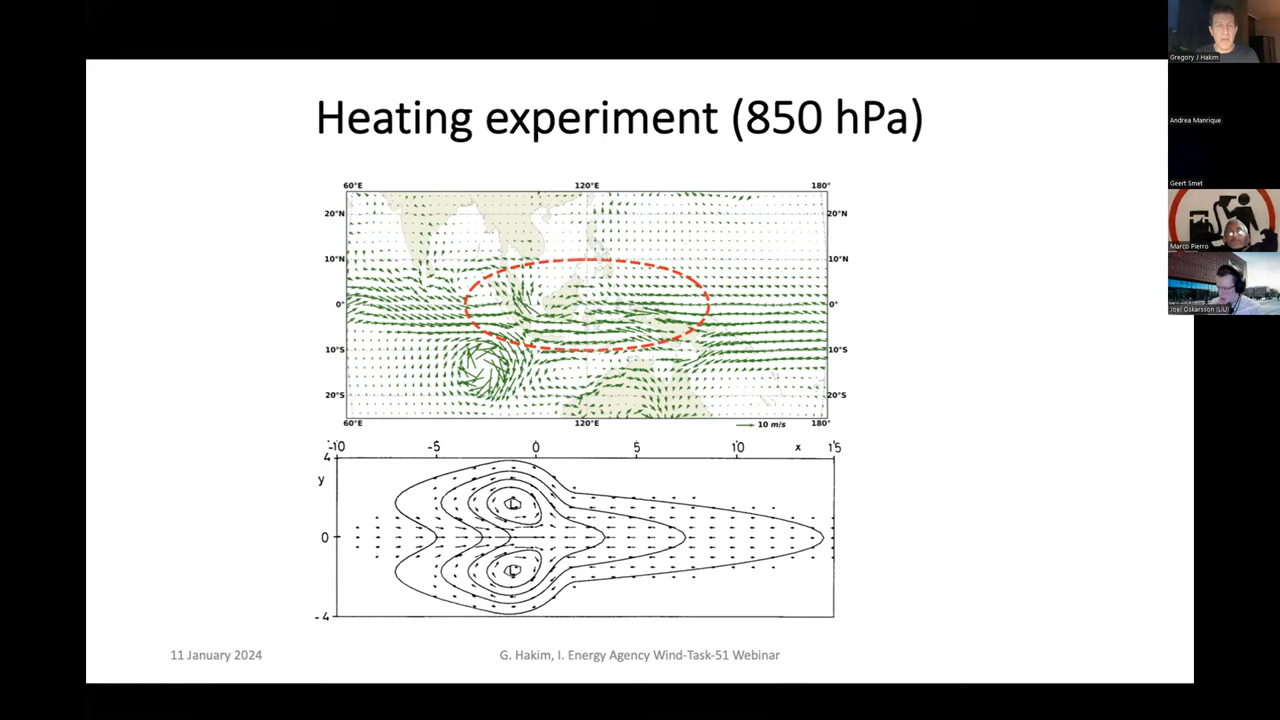 Heating experiment (850 hPa)
60°E 120°E 180°
20°N 20°N
10°N 10°N
0° 0°
10°S 10°S
20°S 20°S
60°E 120°E 180°
10 m/s
-10 -5 0 5 10 x 15
4
y
0
-4
L
L
11 January 2024 G. Hakim, I. Energy Agency Wind-Task-51 Webinar
Gregory J Hakim
Andrea Manrique
Geert Smet
Marco Pierro
Joel Oskarsson (LiU)